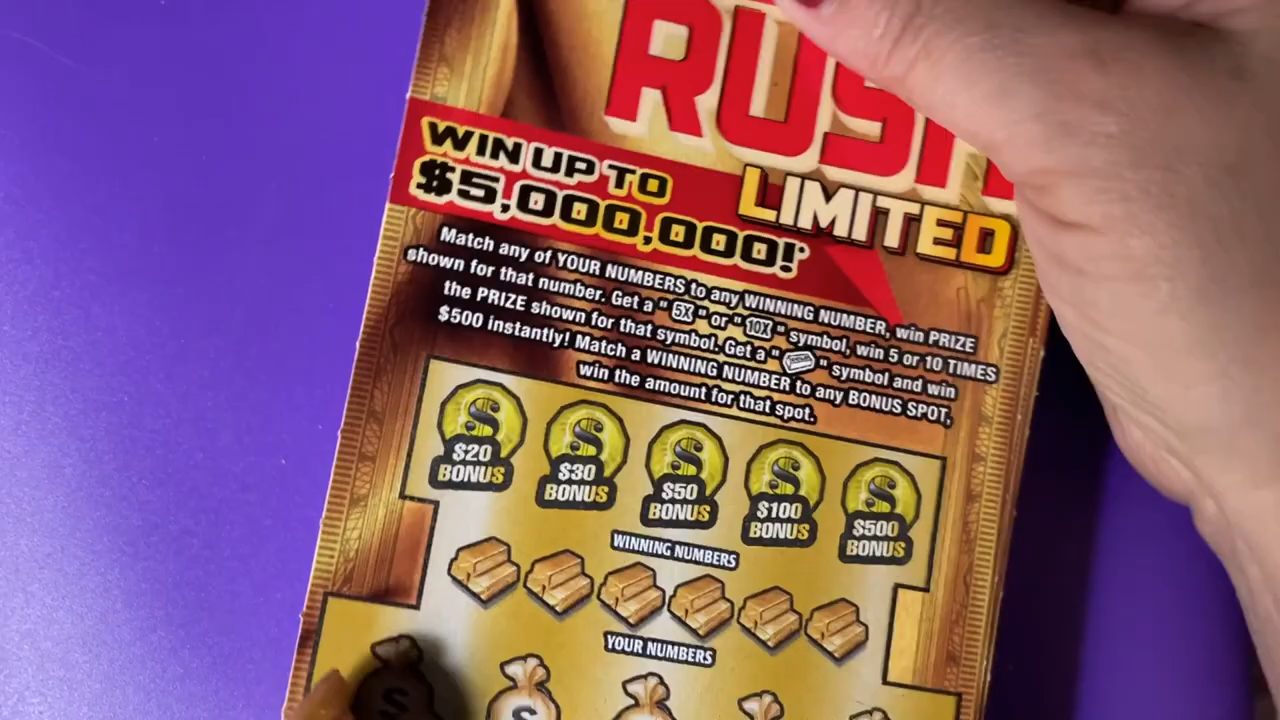 RUSH
LIMITED
WIN UP TO
$5,000,000!*
Match any of YOUR NUMBERS to any WINNING NUMBER, win PRIZE
shown for that number. Get a "5X" or "10X" symbol, win 5 or 10 TIMES
the PRIZE shown for that symbol. Get a " " symbol and win
$500 instantly! Match a WINNING NUMBER to any BONUS SPOT,
win the amount for that spot.
$20
BONUS
$30
BONUS
$50
BONUS
$100
BONUS
$500
BONUS
WINNING NUMBERS
YOUR NUMBERS